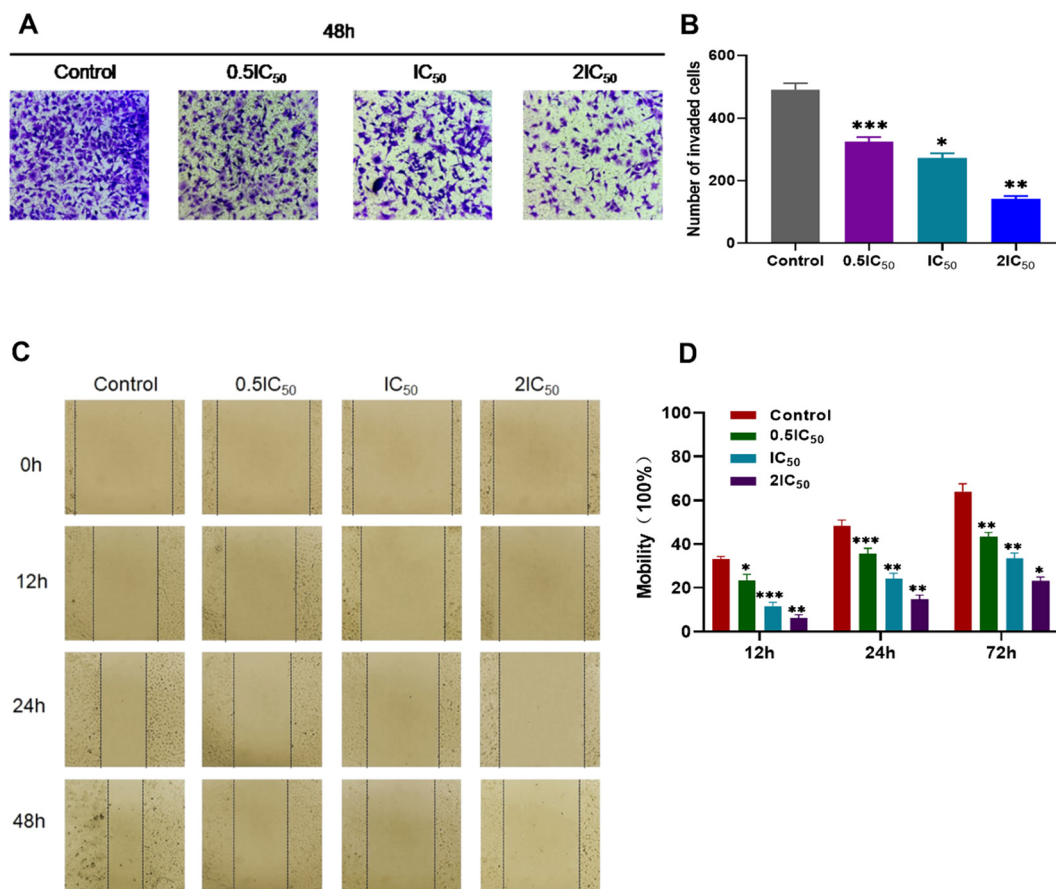 A
48h
Control 0.5IC₅₀ IC₅₀ 2IC₅₀
B
Number of invaded cells
600
400
200
0
***
*
**
Control 0.5IC₅₀ IC₅₀ 2IC₅₀
C
Control 0.5IC₅₀ IC₅₀ 2IC₅₀
0h
12h
24h
48h
D
Mobility（100%）
100
80
60
40
20
0
Control
0.5IC₅₀
IC₅₀
2IC₅₀
* *** **
*** ** **
** ** *
12h 24h 72h